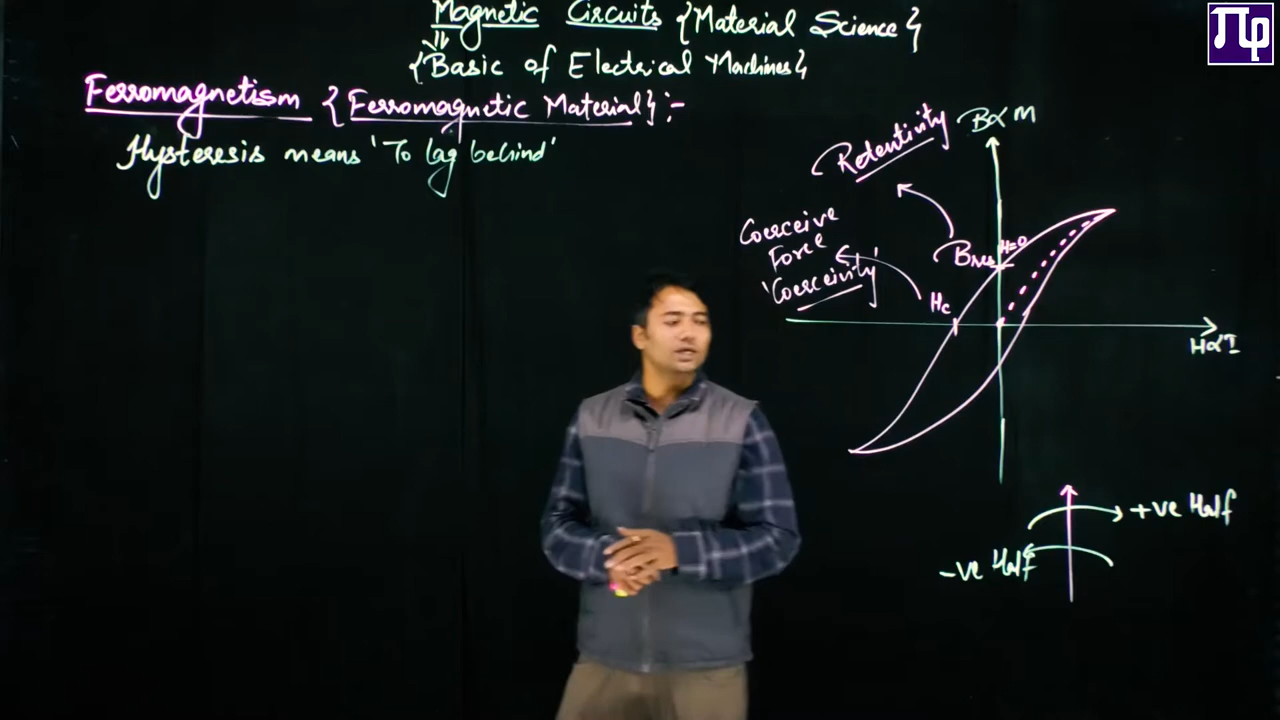 Magnetic Circuits {Material Science}
⇓
{Basic of Electrical Machines}
Ferromagnetism {Ferromagnetic Material} :-
Hysteresis means 'To lag behind'
B∝M
Retentivity
Coerceive
Force
'Coerceivity'
Bres
H=0
Hc
H∝I
+ve Half
-ve Half
Πφ